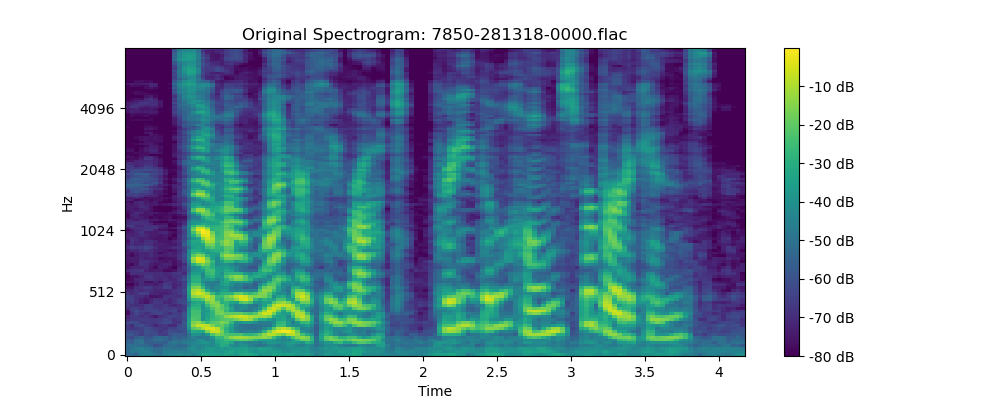 Original Spectrogram: 7850-281318-0000.flac
Hz
4096
2048
1024
512
0
0 0.5 1 1.5 2 2.5 3 3.5 4
Time
-10 dB
-20 dB
-30 dB
-40 dB
-50 dB
-60 dB
-70 dB
-80 dB